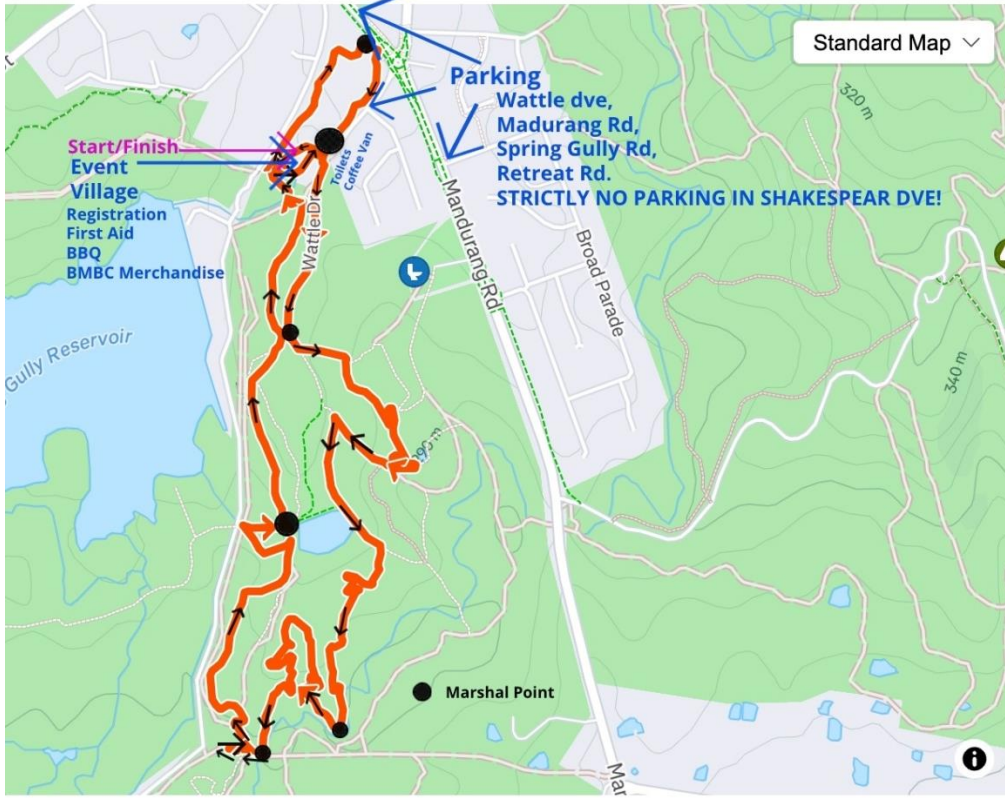 Standard Map
320 m
Parking
Wattle dve,
Madurang Rd,
Spring Gully Rd,
Retreat Rd.
STRICTLY NO PARKING IN SHAKESPEAR DVE!
Start/Finish
Event
Village
Registration
First Aid
BBQ
BMBC Merchandise
Toilets
Coffee Van
Wattle Dr
Mandurang Rd
Broad Parade
Gully Reservoir
340 m
290 m
Marshal Point
Mar